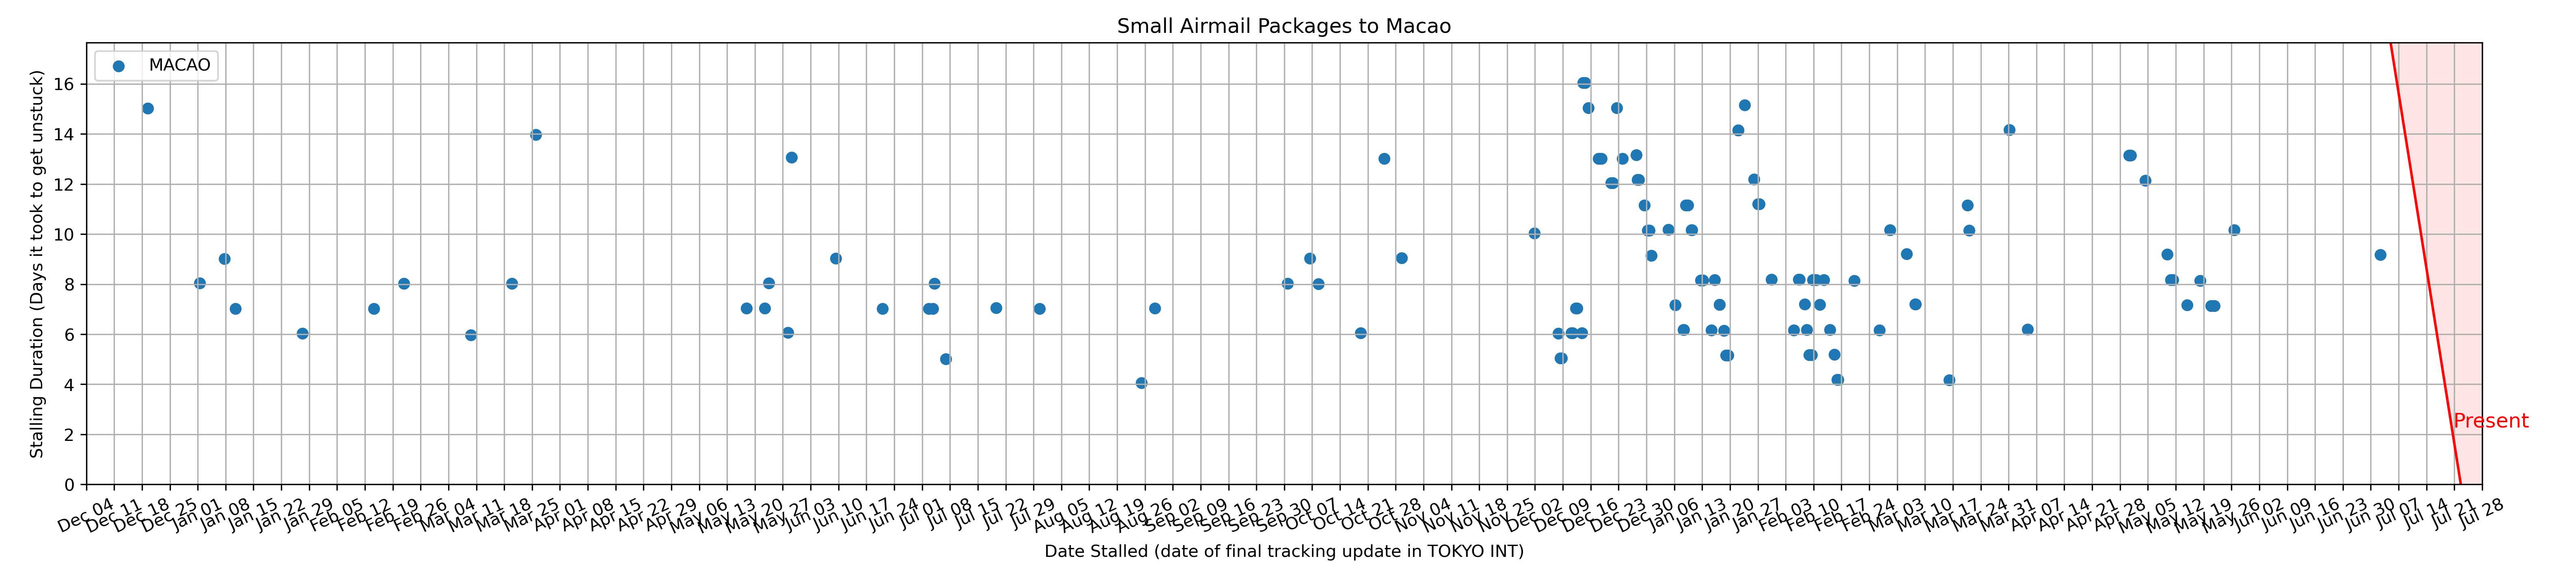 Small Airmail Packages to Macao
MACAO
Stalling Duration (Days it took to get unstuck)
16
14
12
10
8
6
4
2
0
Present
Dec 04 Dec 11 Dec 18 Dec 25 Jan 01 Jan 08 Jan 15 Jan 22 Jan 29 Feb 05 Feb 12 Feb 19 Feb 26 Mar 04 Mar 11 Mar 18 Mar 25 Apr 01 Apr 08 Apr 15 Apr 22 Apr 29 May 06 May 13 May 20 May 27 Jun 03 Jun 10 Jun 17 Jun 24 Jul 01 Jul 08 Jul 15 Jul 22 Jul 29 Aug 05 Aug 12 Aug 19 Aug 26 Sep 02 Sep 09 Sep 16 Sep 23 Sep 30 Oct 07 Oct 14 Oct 21 Oct 28 Nov 04 Nov 11 Nov 18 Nov 25 Dec 02 Dec 09 Dec 16 Dec 23 Dec 30 Jan 06 Jan 13 Jan 20 Jan 27 Feb 03 Feb 10 Feb 17 Feb 24 Mar 03 Mar 10 Mar 17 Mar 24 Mar 31 Apr 07 Apr 14 Apr 21 Apr 28 May 05 May 12 May 19 May 26 Jun 02 Jun 09 Jun 16 Jun 23 Jun 30 Jul 07 Jul 14 Jul 21 Jul 28
Date Stalled (date of final tracking update in TOKYO INT)